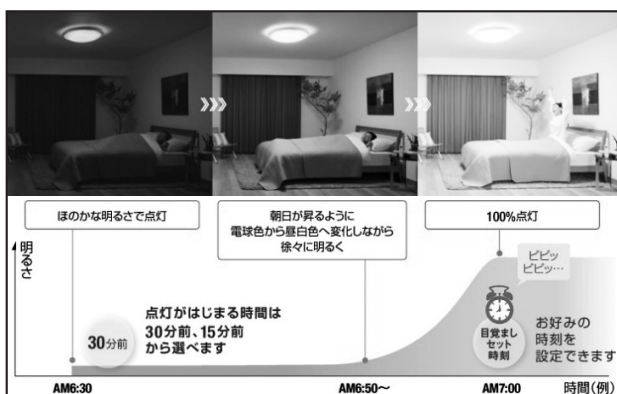 ほのかな明るさで点灯
朝日が昇るように
電球色から昼白色へ変化しながら
徐々に明るく
100%点灯
明るさ
ピピッ
ピピッ…
30分前
点灯がはじまる時間は
30分前、15分前
から選べます
目覚まし
セット
時刻
お好みの
時刻を
設定できます
AM6:30
AM6:50〜
AM7:00
時間(例)